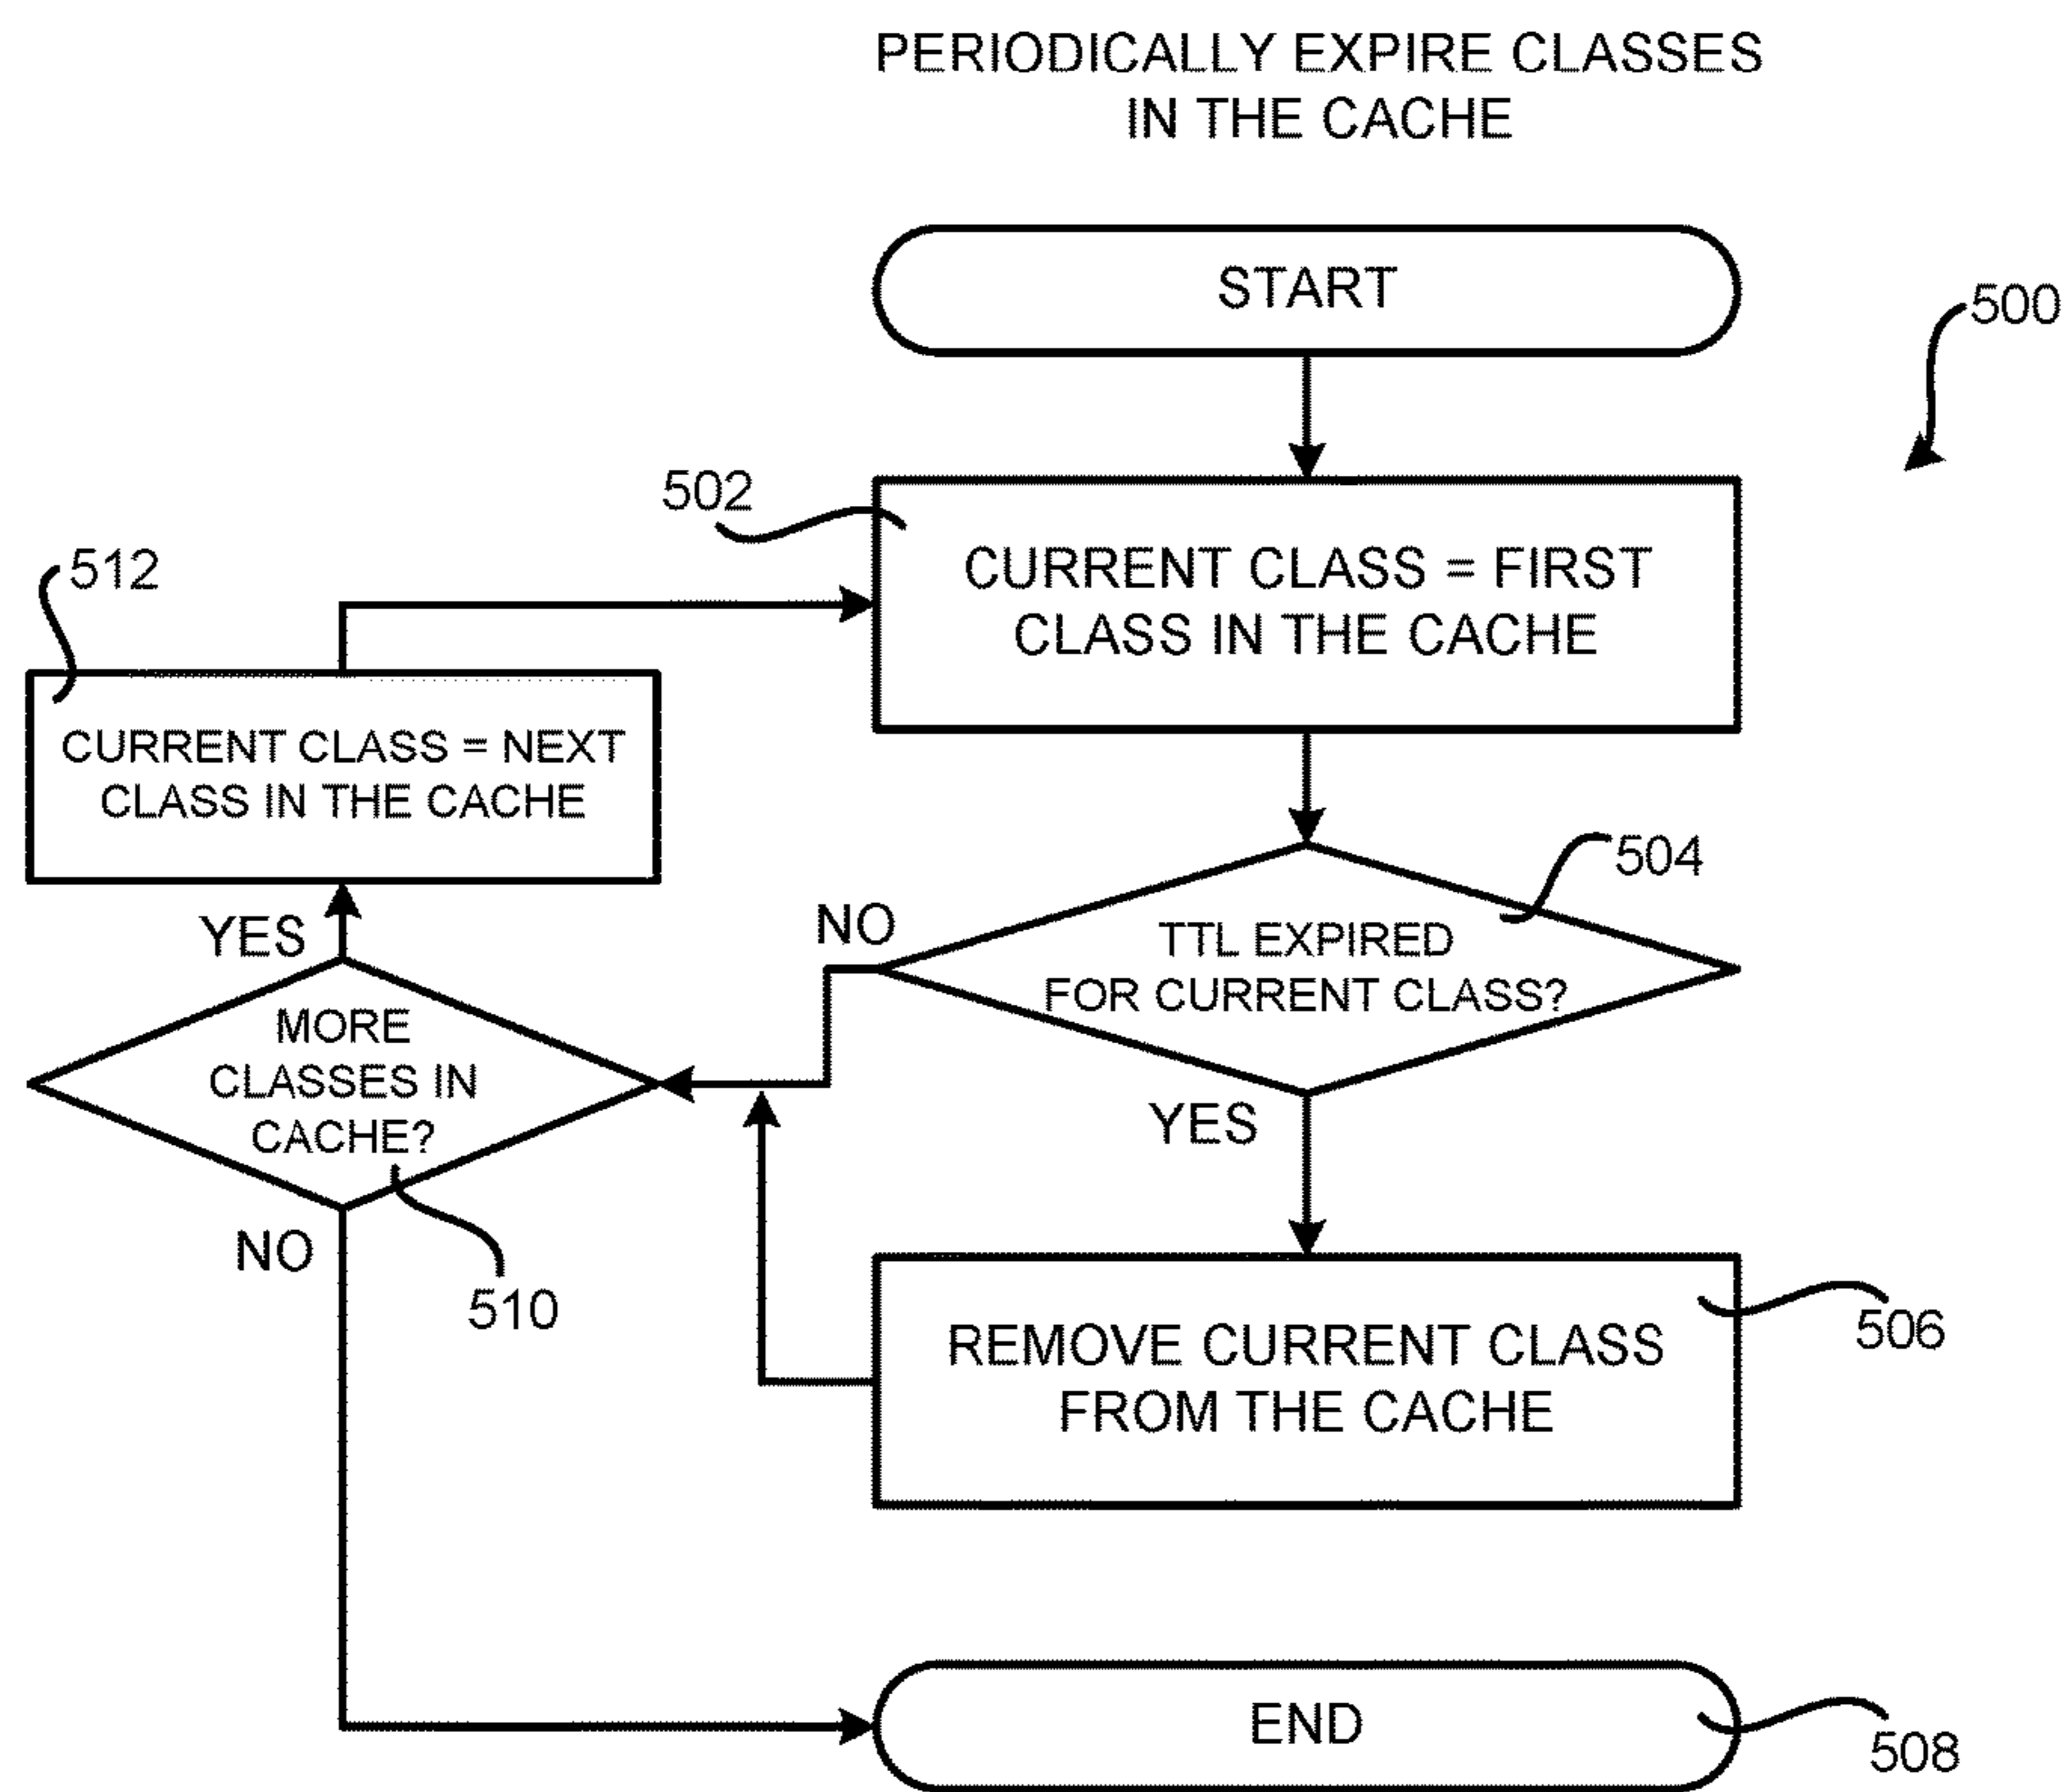 PERIODICALLY EXPIRE CLASSES
IN THE CACHE
START
500
502
CURRENT CLASS = FIRST
CLASS IN THE CACHE
512
CURRENT CLASS = NEXT
CLASS IN THE CACHE
504
NO
TTL EXPIRED
FOR CURRENT CLASS?
YES
MORE
CLASSES IN
CACHE?
YES
NO
510
506
REMOVE CURRENT CLASS
FROM THE CACHE
END
508